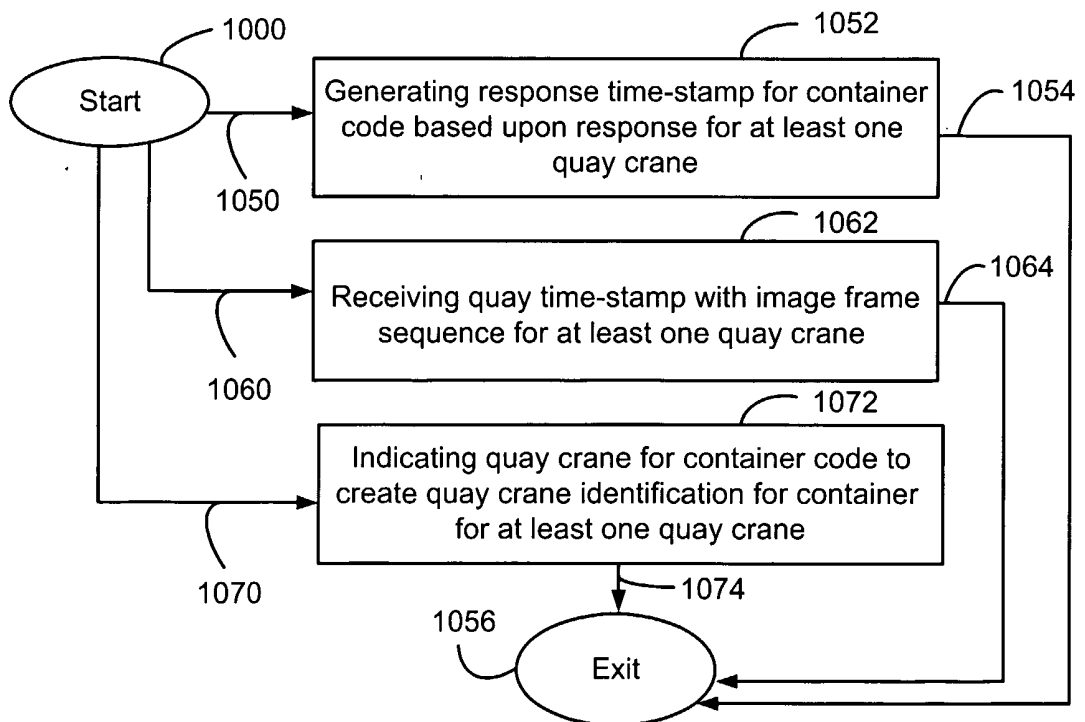 1000
Start
1050
1052
Generating response time-stamp for container
code based upon response for at least one
quay crane
1054
1060
1062
Receiving quay time-stamp with image frame
sequence for at least one quay crane
1064
1070
1072
Indicating quay crane for container code to
create quay crane identification for container
for at least one quay crane
1074
1056
Exit